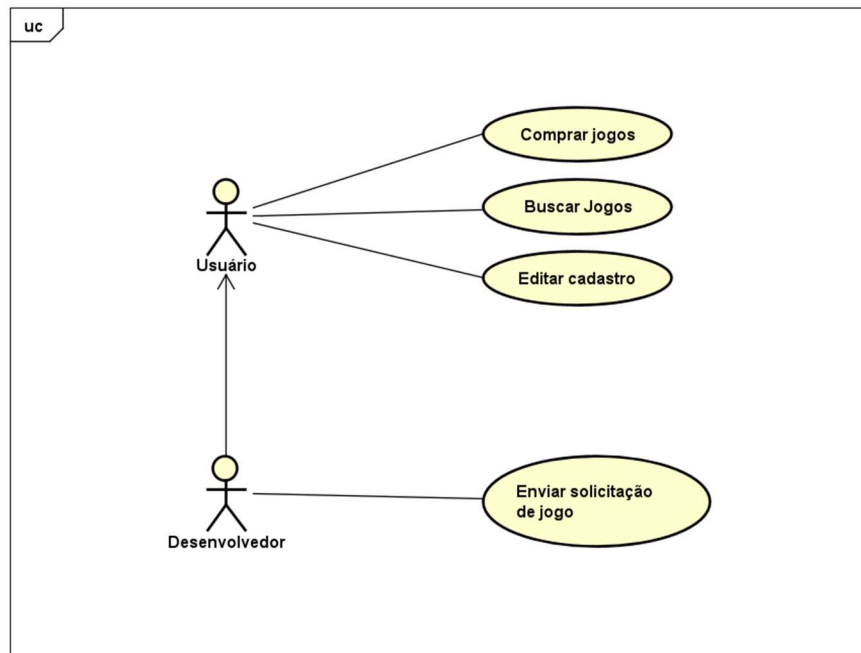 uc
Comprar jogos
Buscar Jogos
Usuário
Editar cadastro
Enviar solicitação
de jogo
Desenvolvedor